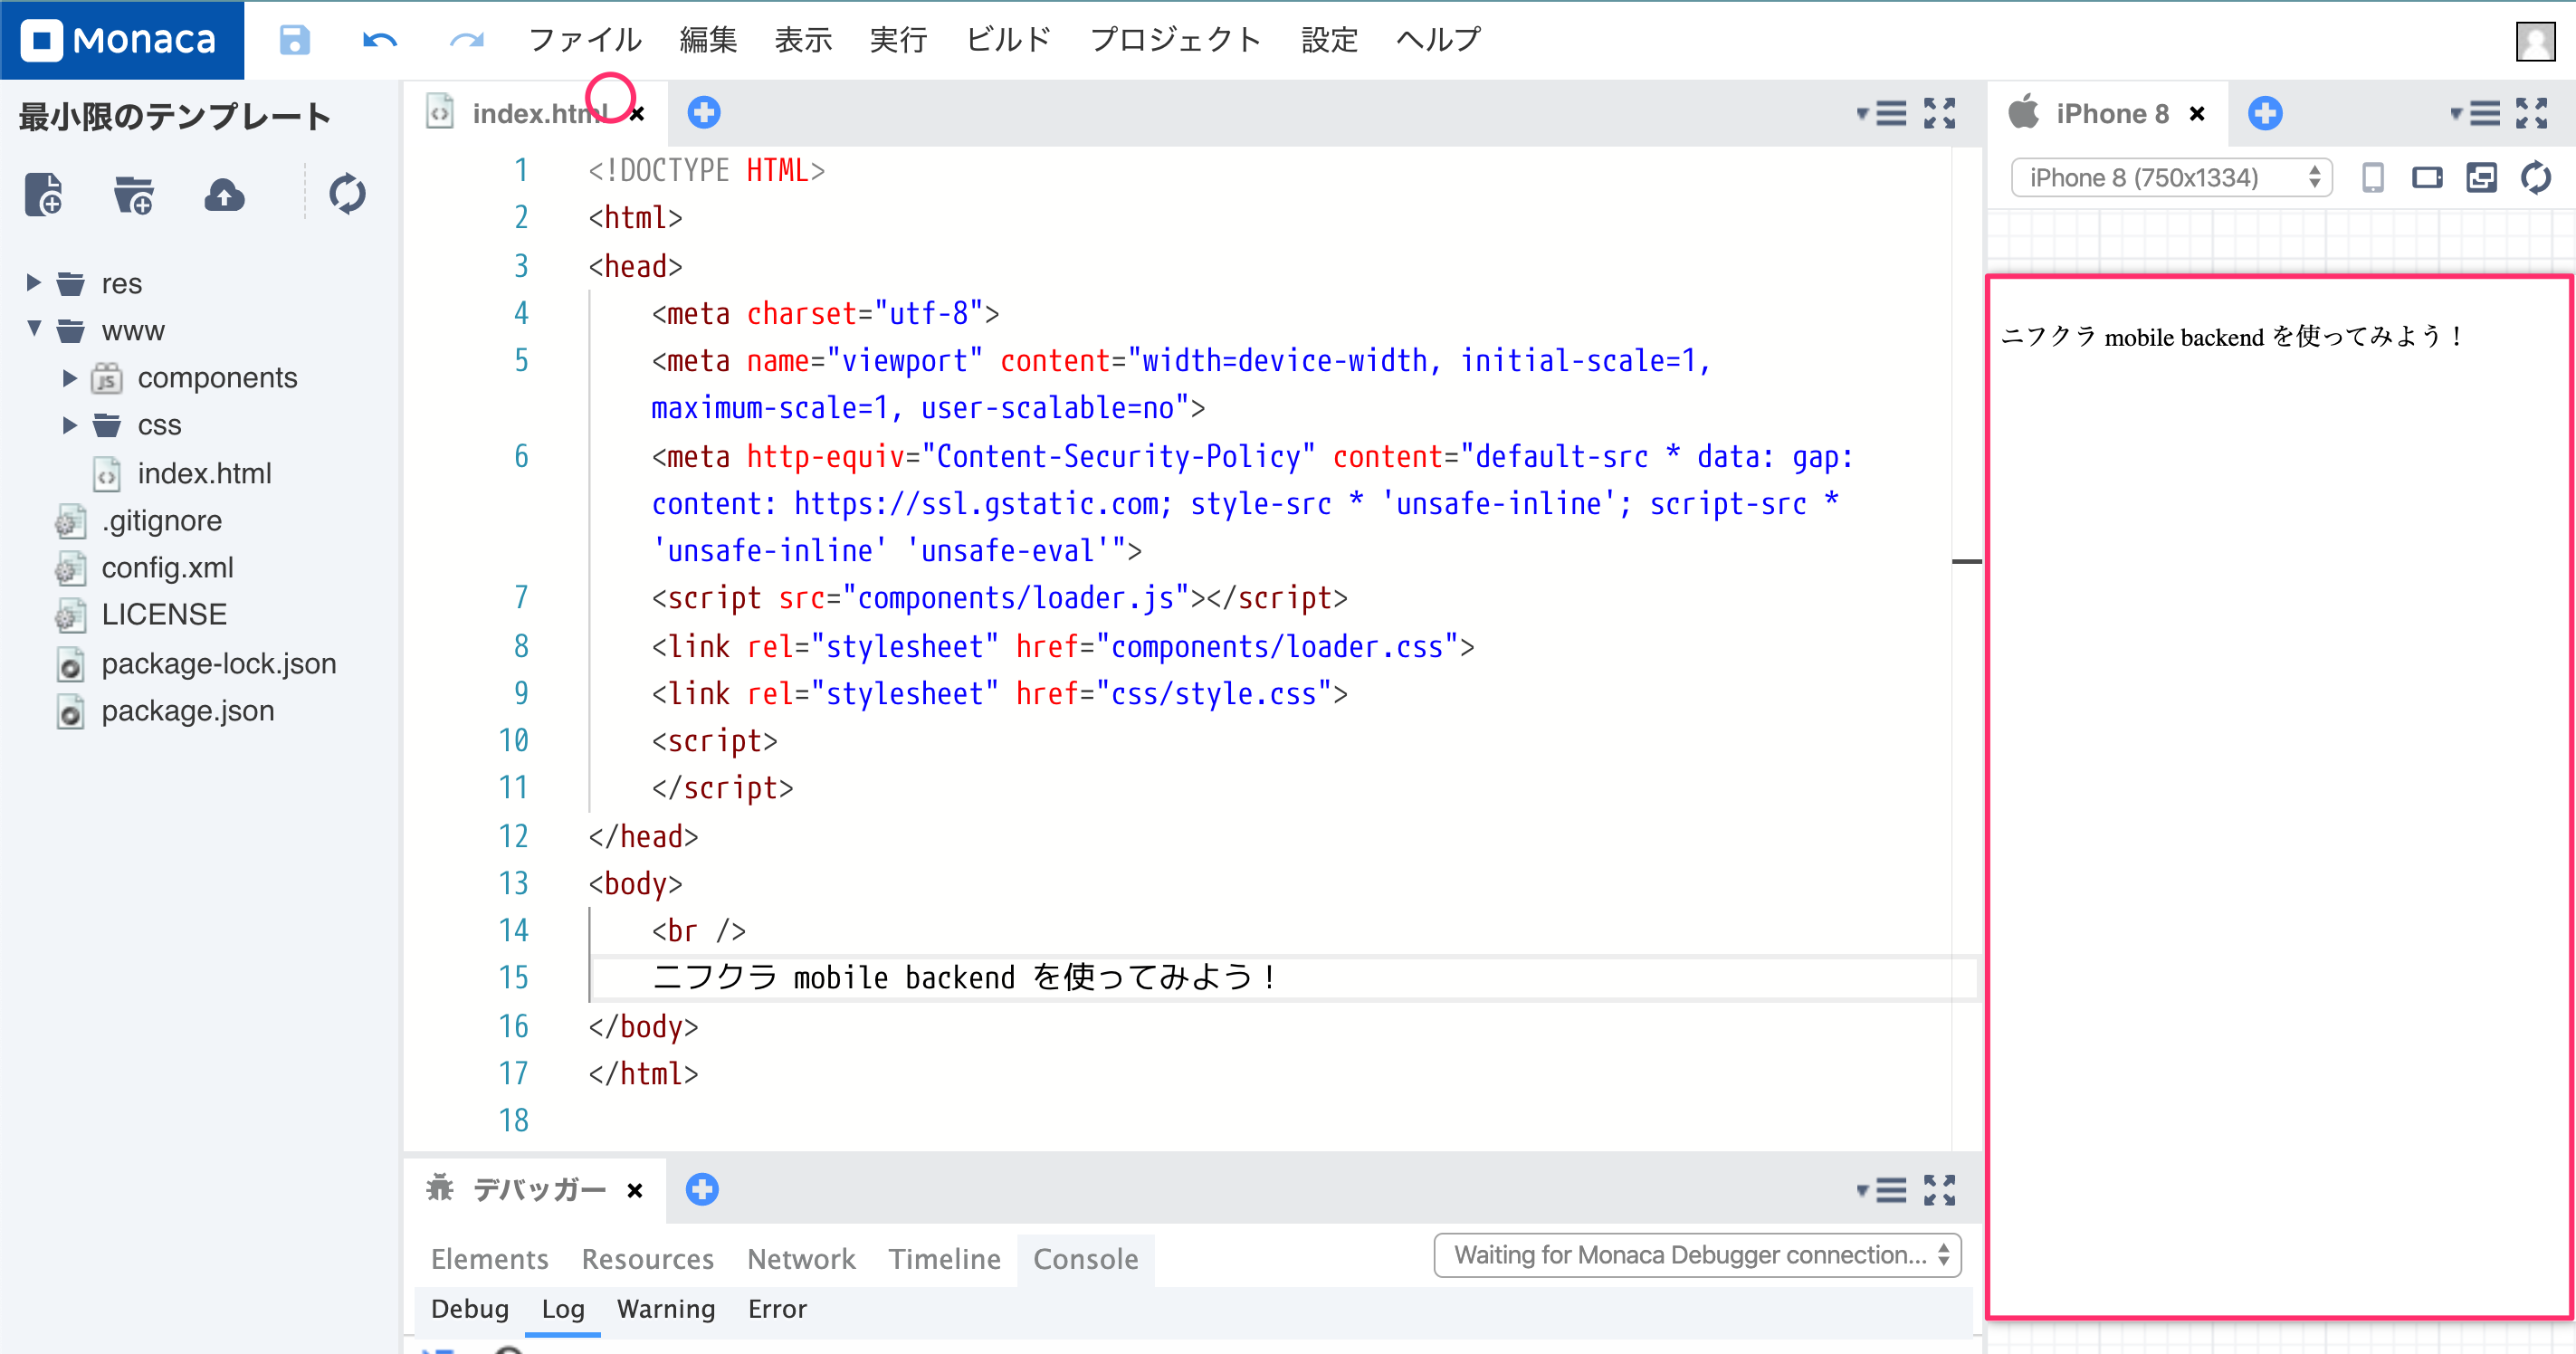 Monaca
ファイル 編集 表示 実行 ビルド プロジェクト 設定 ヘルプ
最小限のテンプレート
res
www
components
css
index.html
.gitignore
config.xml
LICENSE
package-lock.json
package.json
index.html
1 <!DOCTYPE HTML>
2 <html>
3 <head>
4 <meta charset="utf-8">
5 <meta name="viewport" content="width=device-width, initial-scale=1,
maximum-scale=1, user-scalable=no">
6 <meta http-equiv="Content-Security-Policy" content="default-src * data: gap:
content: https://ssl.gstatic.com; style-src * 'unsafe-inline'; script-src *
'unsafe-inline' 'unsafe-eval'">
7 <script src="components/loader.js"></script>
8 <link rel="stylesheet" href="components/loader.css">
9 <link rel="stylesheet" href="css/style.css">
10 <script>
11 </script>
12 </head>
13 <body>
14 <br />
15 ニフクラ mobile backend を使ってみよう！
16 </body>
17 </html>
18
デバッガー
Elements Resources Network Timeline Console
Waiting for Monaca Debugger connection...
Debug Log Warning Error
iPhone 8
iPhone 8 (750x1334)
ニフクラ mobile backend を使ってみよう！